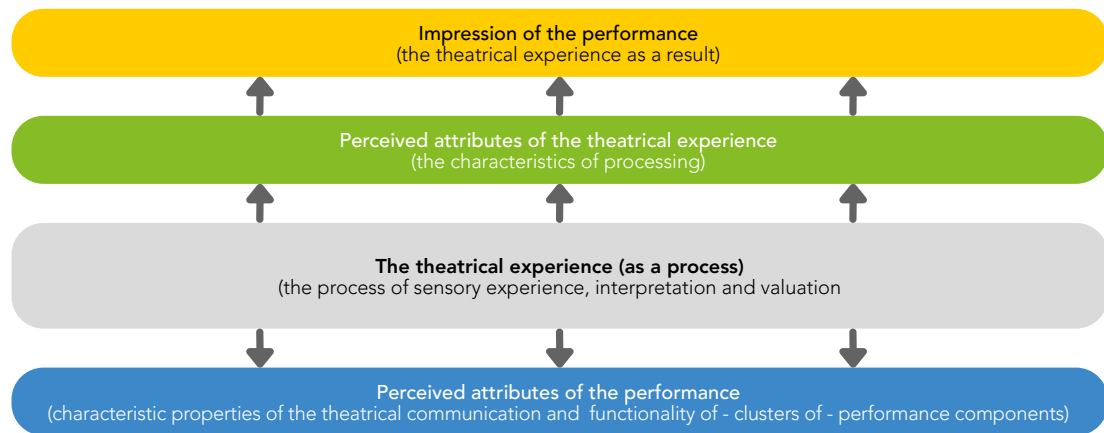 Impression of the performance
(the theatrical experience as a result)
Perceived attributes of the theatrical experience
(the characteristics of processing)
The theatrical experience (as a process)
(the process of sensory experience, interpretation and valuation
Perceived attributes of the performance
(characteristic properties of the theatrical communication and functionality of - clusters of - performance components)